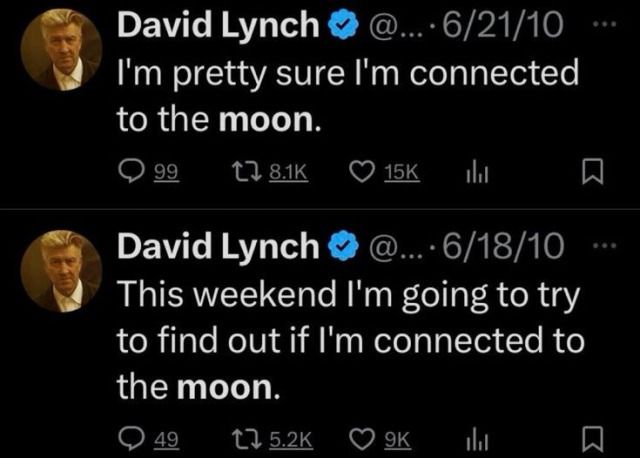 David Lynch @... · 6/21/10 ...
I'm pretty sure I'm connected
to the moon.
99 8.1K 15K
David Lynch @... · 6/18/10 ...
This weekend I'm going to try
to find out if I'm connected to
the moon.
49 5.2K 9K